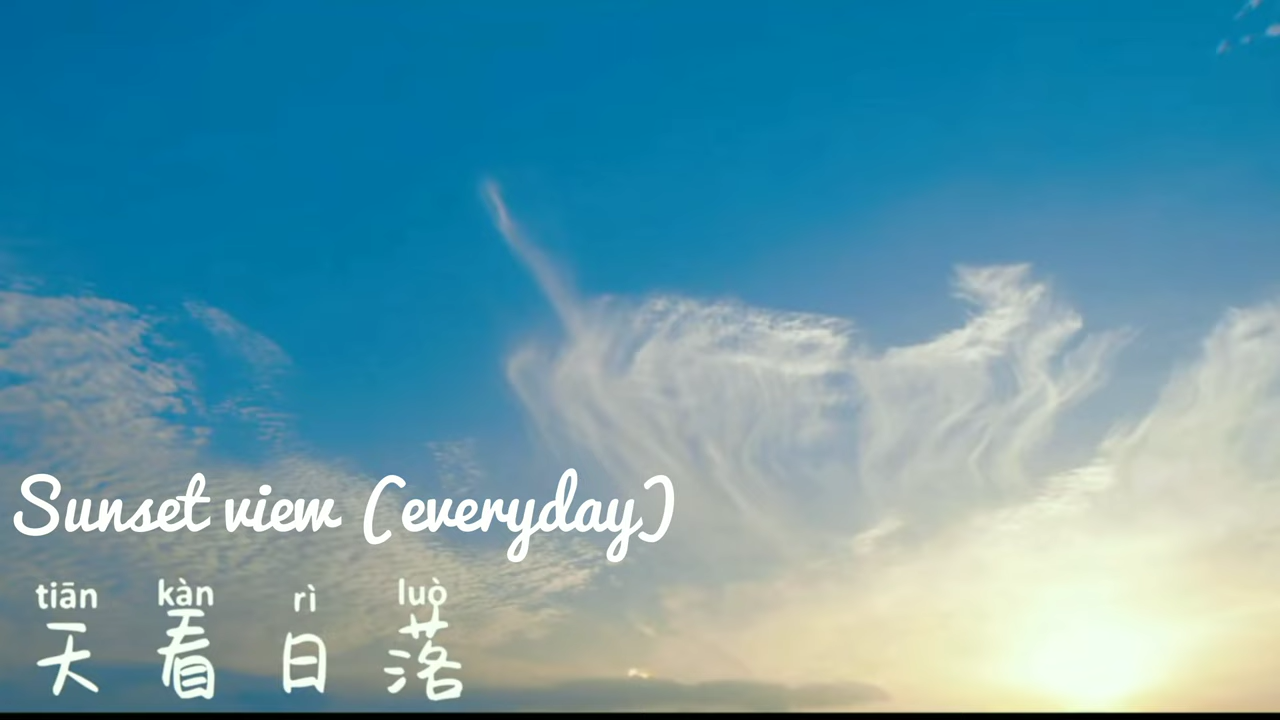 Sunset view (everyday)
tiān kàn rì luò
天 看 日 落